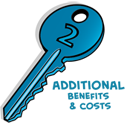 2
ADDITIONAL
BENEFITS
& COSTS